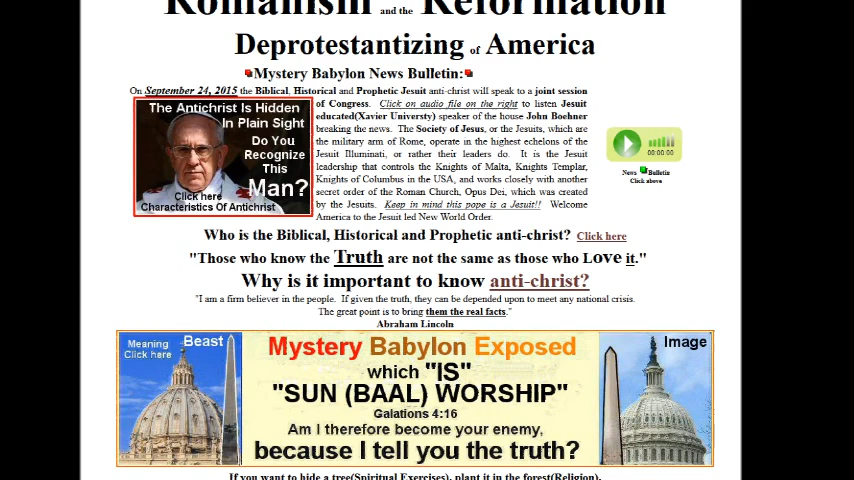 Romanism and the Reformation
Deprotestantizing of America
Mystery Babylon News Bulletin:
On September 24, 2015 the Biblical, Historical and Prophetic Jesuit anti-christ will speak to a joint session
of Congress. Click on audio file on the right to listen Jesuit
educated(Xavier Universty) speaker of the house John Boehner
breaking the news. The Society of Jesus, or the Jesuits, which are
the military arm of Rome, operate in the highest echelons of the
Jesuit Illuminati, or rather their leaders do. It is the Jesuit
leadership that controls the Knights of Malta, Knights Templar,
Knights of Columbus in the USA, and works closely with another
secret order of the Roman Church, Opus Dei, which was created
by the Jesuits. Keep in mind this pope is a Jesuit!! Welcome
America to the Jesuit led New World Order.
The Antichrist Is Hidden
In Plain Sight
Do You
Recognize
This
Man?
Click here
Characteristics Of Antichrist
00:00:00
News Bulletin
Click above
Who is the Biblical, Historical and Prophetic anti-christ? Click here
"Those who know the Truth are not the same as those who Love it."
Why is it important to know anti-christ?
"I am a firm believer in the people. If given the truth, they can be depended upon to meet any national crisis.
The great point is to bring them the real facts."
Abraham Lincoln
Meaning
Click here
Beast
Mystery Babylon Exposed
which "IS"
"SUN (BAAL) WORSHIP"
Galations 4:16
Am I therefore become your enemy,
because I tell you the truth?
Image
If you want to hide a tree(Spiritual Exercises), plant it in the forest(Religion).